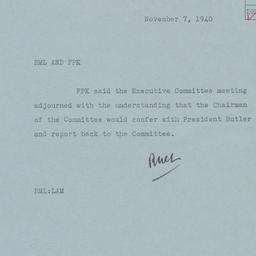 November 7, 1940
RML AND FPK
FPK said the Executive Committee meeting
adjourned with the understanding that the Chairman
of the Committee would confer with President Butler
and report back to the Committee.
RML
RML:LAM